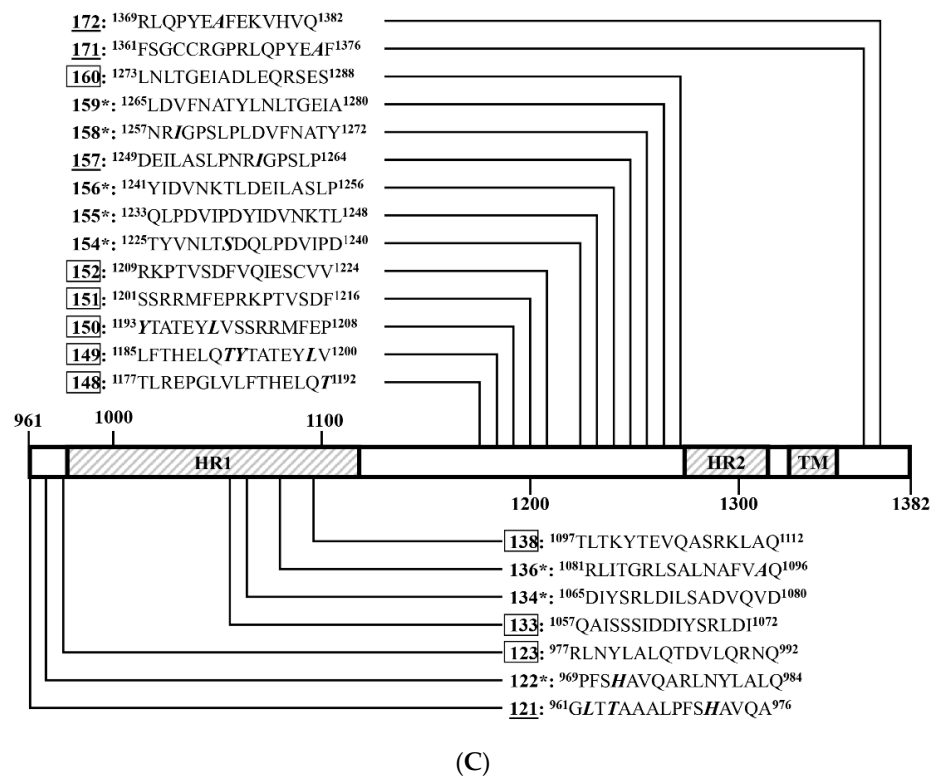 172: 1369RLQPYEAFEKVHVQ1382
171: 1361FSGCCRGPRLQPYEAF1376
160: 1273LNLTGEIADLEQRSES1288
159*: 1265LDVFNATYLNLTGEIA1280
158*: 1257NRIGPSLPLDVFNATY1272
157: 1249DEILASLPNRIGPSLP1264
156*: 1241YIDVNKTLDEILASLP1256
155*: 1233QLPDVIPDYIDVNKTL1248
154*: 1225TYVNLTSDQLPDVIPD1240
152: 1209RKPTVSDFVQIESCVV1224
151: 1201SSRRMFEPRKPTVSDF1216
150: 1193YTATEYLVSSRRMFEP1208
149: 1185LFTHELQTYTATEYLV1200
148: 1177TLREPGLVLFTHELQT1192
961 1000 1100
HR1 HR2 TM
1200 1300 1382
138: 1097TLTKYTEVQASRKLAQ1112
136*: 1081RLITGRLSALNAFVAQ1096
134*: 1065DIYSRLDILSADVQVD1080
133: 1057QAISSSIDDIYSRLDI1072
123: 977RLNYLALQTDVLQRNQ992
122*: 969PFSHAVQARLNYLALQ984
121: 961GLTTAAALPFSHAVQA976
(C)